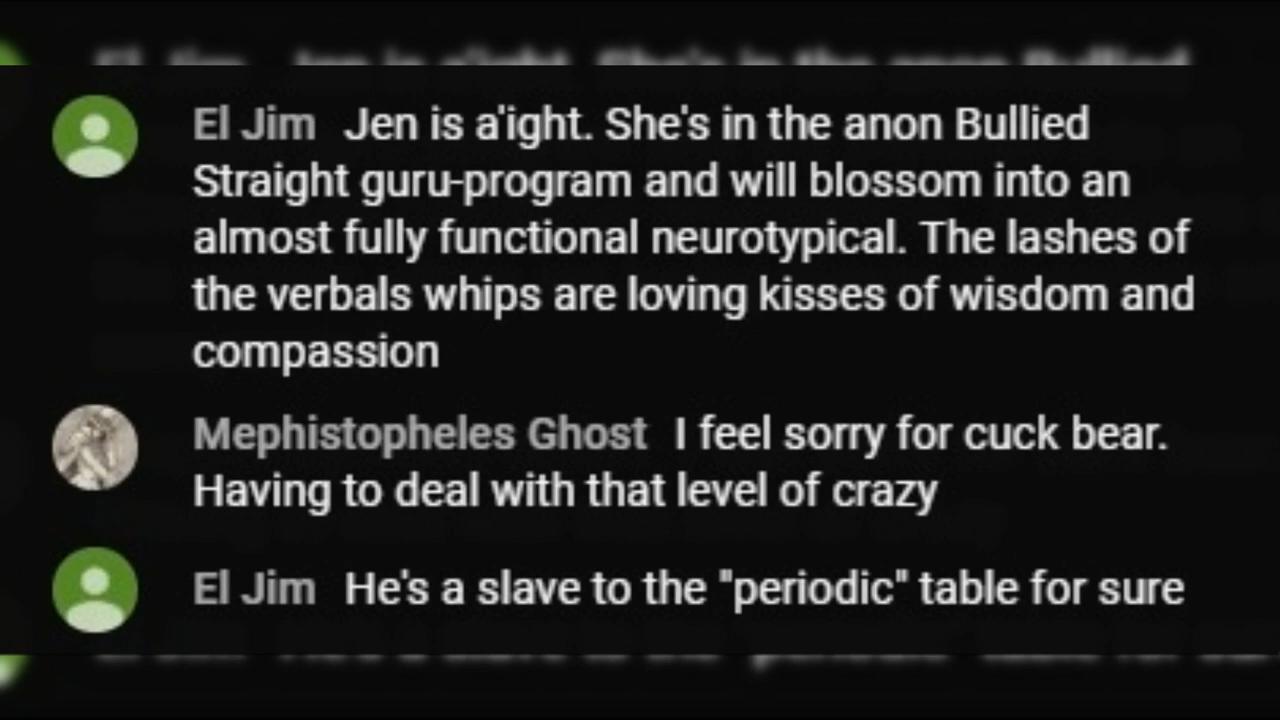 El Jim Jen is a'ight. She's in the anon Bullied
Straight guru-program and will blossom into an
almost fully functional neurotypical. The lashes of
the verbals whips are loving kisses of wisdom and
compassion
Mephistopheles Ghost I feel sorry for cuck bear.
Having to deal with that level of crazy
El Jim He's a slave to the "periodic" table for sure